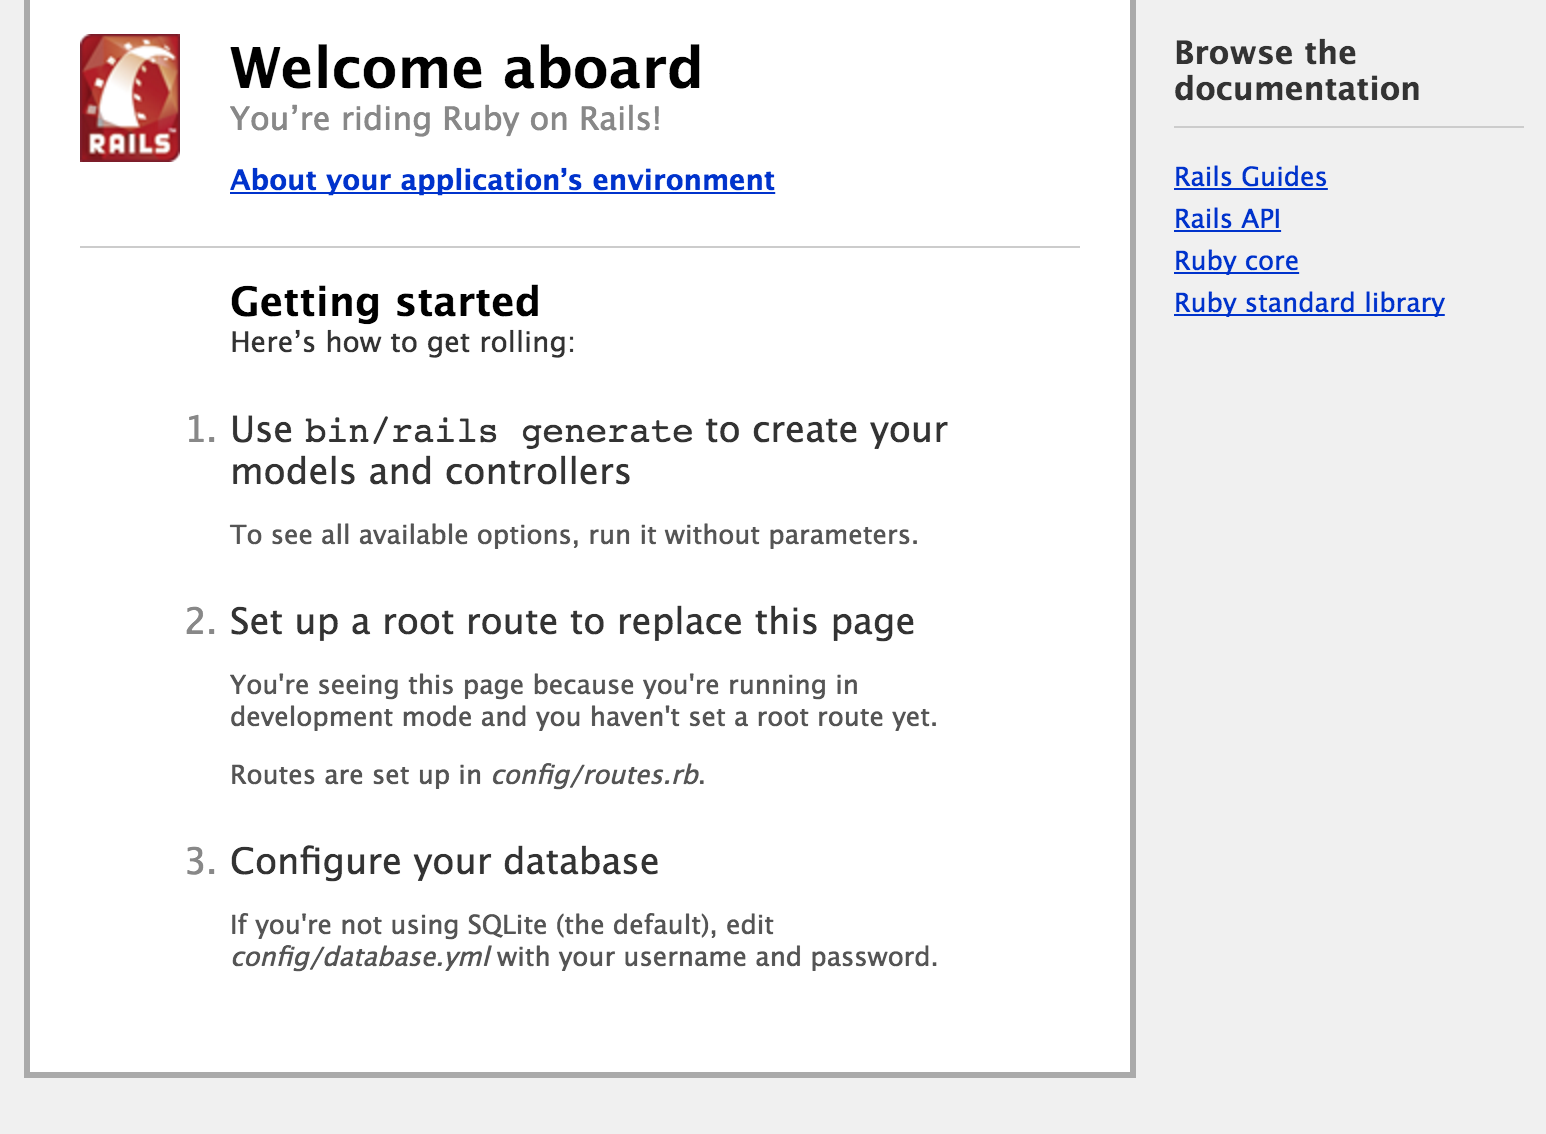 RAILS
Welcome aboard
You’re riding Ruby on Rails!
About your application’s environment
Getting started
Here’s how to get rolling:
1. Use bin/rails generate to create your
models and controllers
To see all available options, run it without parameters.
2. Set up a root route to replace this page
You're seeing this page because you're running in
development mode and you haven't set a root route yet.
Routes are set up in config/routes.rb.
3. Configure your database
If you're not using SQLite (the default), edit
config/database.yml with your username and password.
Browse the
documentation
Rails Guides
Rails API
Ruby core
Ruby standard library